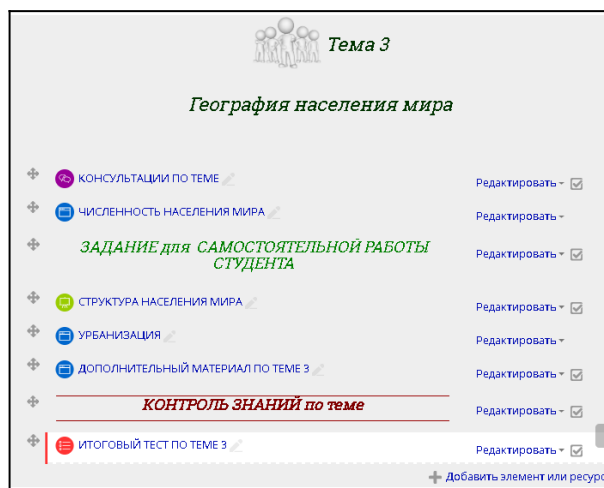 Тема 3
География населения мира
КОНСУЛЬТАЦИИ ПО ТЕМЕ
Редактировать
ЧИСЛЕННОСТЬ НАСЕЛЕНИЯ МИРА
Редактировать
ЗАДАНИЕ для САМОСТОЯТЕЛЬНОЙ РАБОТЫ
СТУДЕНТА
Редактировать
СТРУКТУРА НАСЕЛЕНИЯ МИРА
Редактировать
УРБАНИЗАЦИЯ
Редактировать
ДОПОЛНИТЕЛЬНЫЙ МАТЕРИАЛ ПО ТЕМЕ 3
Редактировать
КОНТРОЛЬ ЗНАНИЙ по теме
Редактировать
ИТОГОВЫЙ ТЕСТ ПО ТЕМЕ 3
Редактировать
Добавить элемент или ресурс